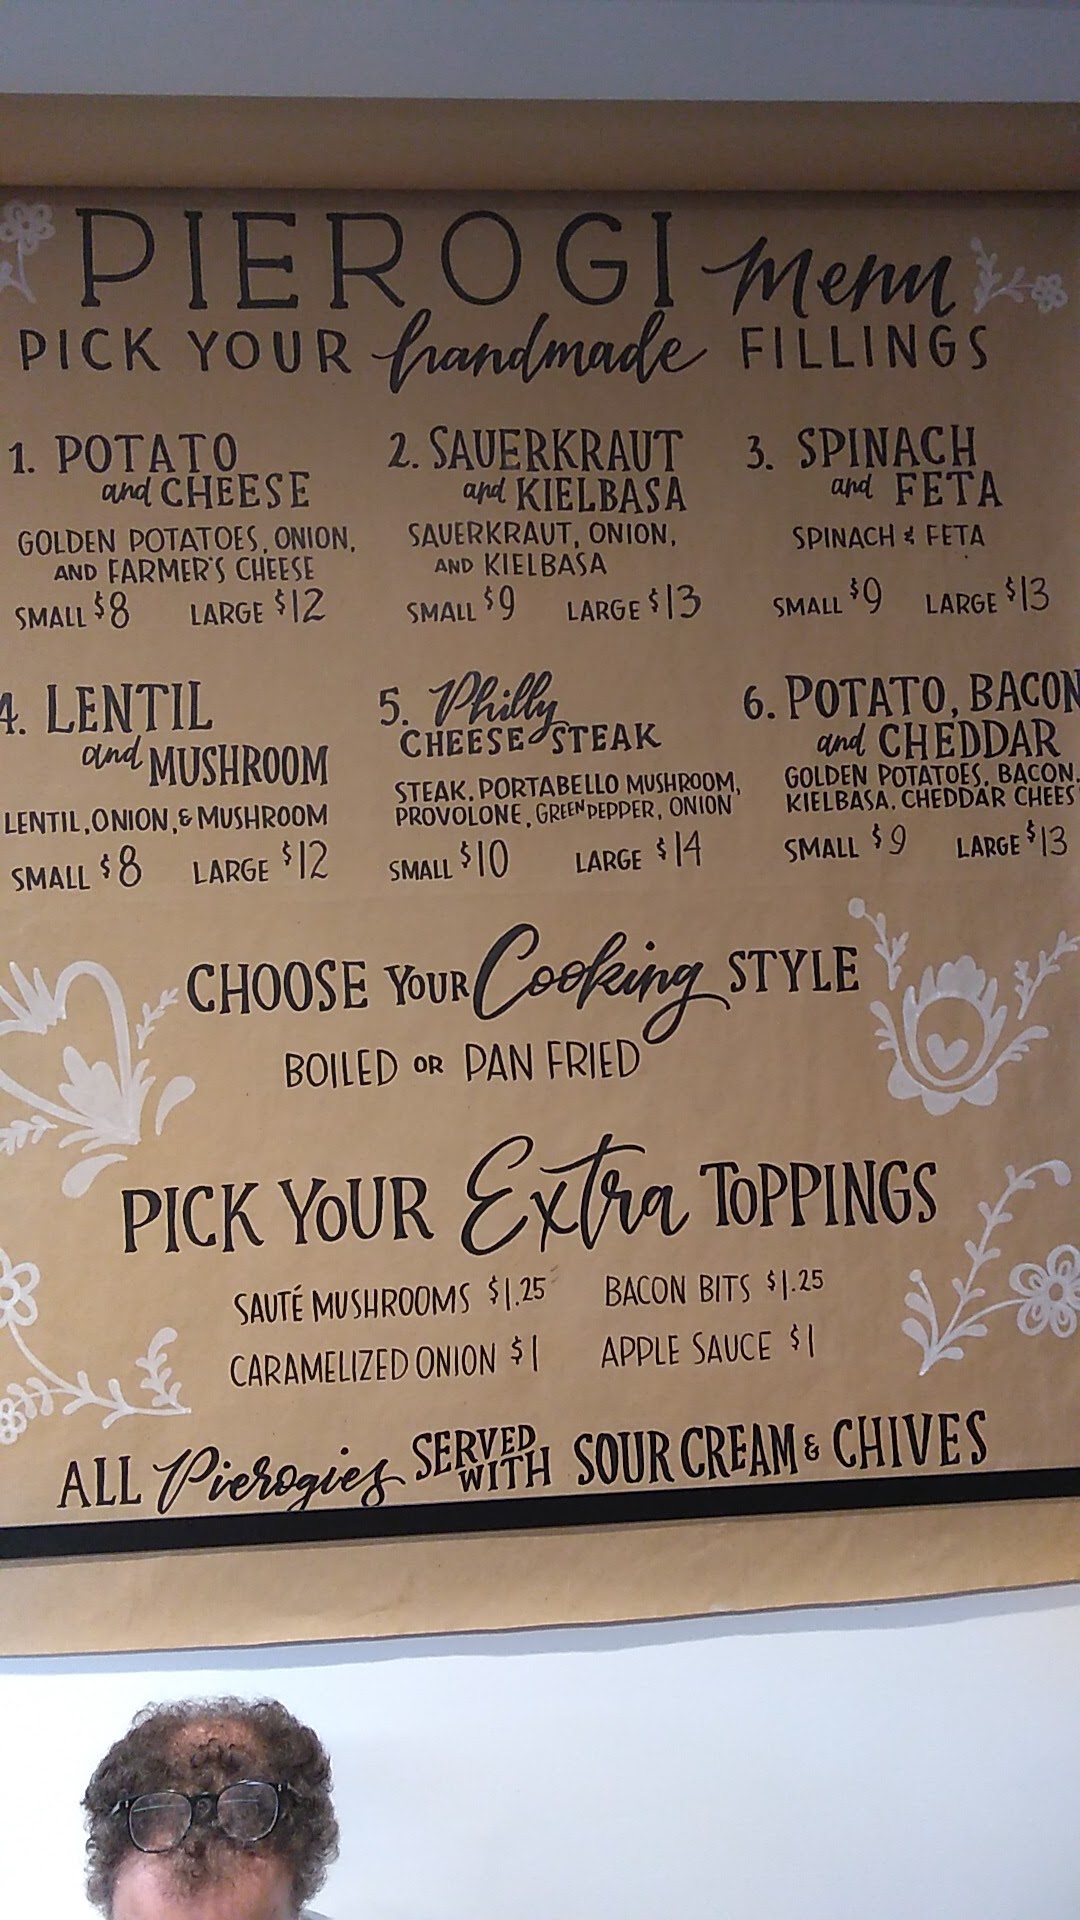 PIEROGI menu
PICK YOUR handmade FILLINGS
1. POTATO
and CHEESE
GOLDEN POTATOES, ONION,
AND FARMER'S CHEESE
SMALL $8 LARGE $12
2. SAUERKRAUT
and KIELBASA
SAUERKRAUT, ONION,
AND KIELBASA
SMALL $9 LARGE $13
3. SPINACH
and FETA
SPINACH & FETA
SMALL $9 LARGE $13
4. LENTIL
and MUSHROOM
LENTIL, ONION, & MUSHROOM
SMALL $8 LARGE $12
5. Philly
CHEESE STEAK
STEAK, PORTABELLO MUSHROOM,
PROVOLONE, GREEN PEPPER, ONION
SMALL $10 LARGE $14
6. POTATO, BACON
and CHEDDAR
GOLDEN POTATOES, BACON,
KIELBASA, CHEDDAR CHEES
SMALL $9 LARGE $13
CHOOSE YOUR Cooking STYLE
BOILED OR PAN FRIED
PICK YOUR Extra TOPPINGS
SAUTÉ MUSHROOMS $1.25 BACON BITS $1.25
CARAMELIZED ONION $1 APPLE SAUCE $1
ALL Pierogies SERVED WITH SOUR CREAM & CHIVES